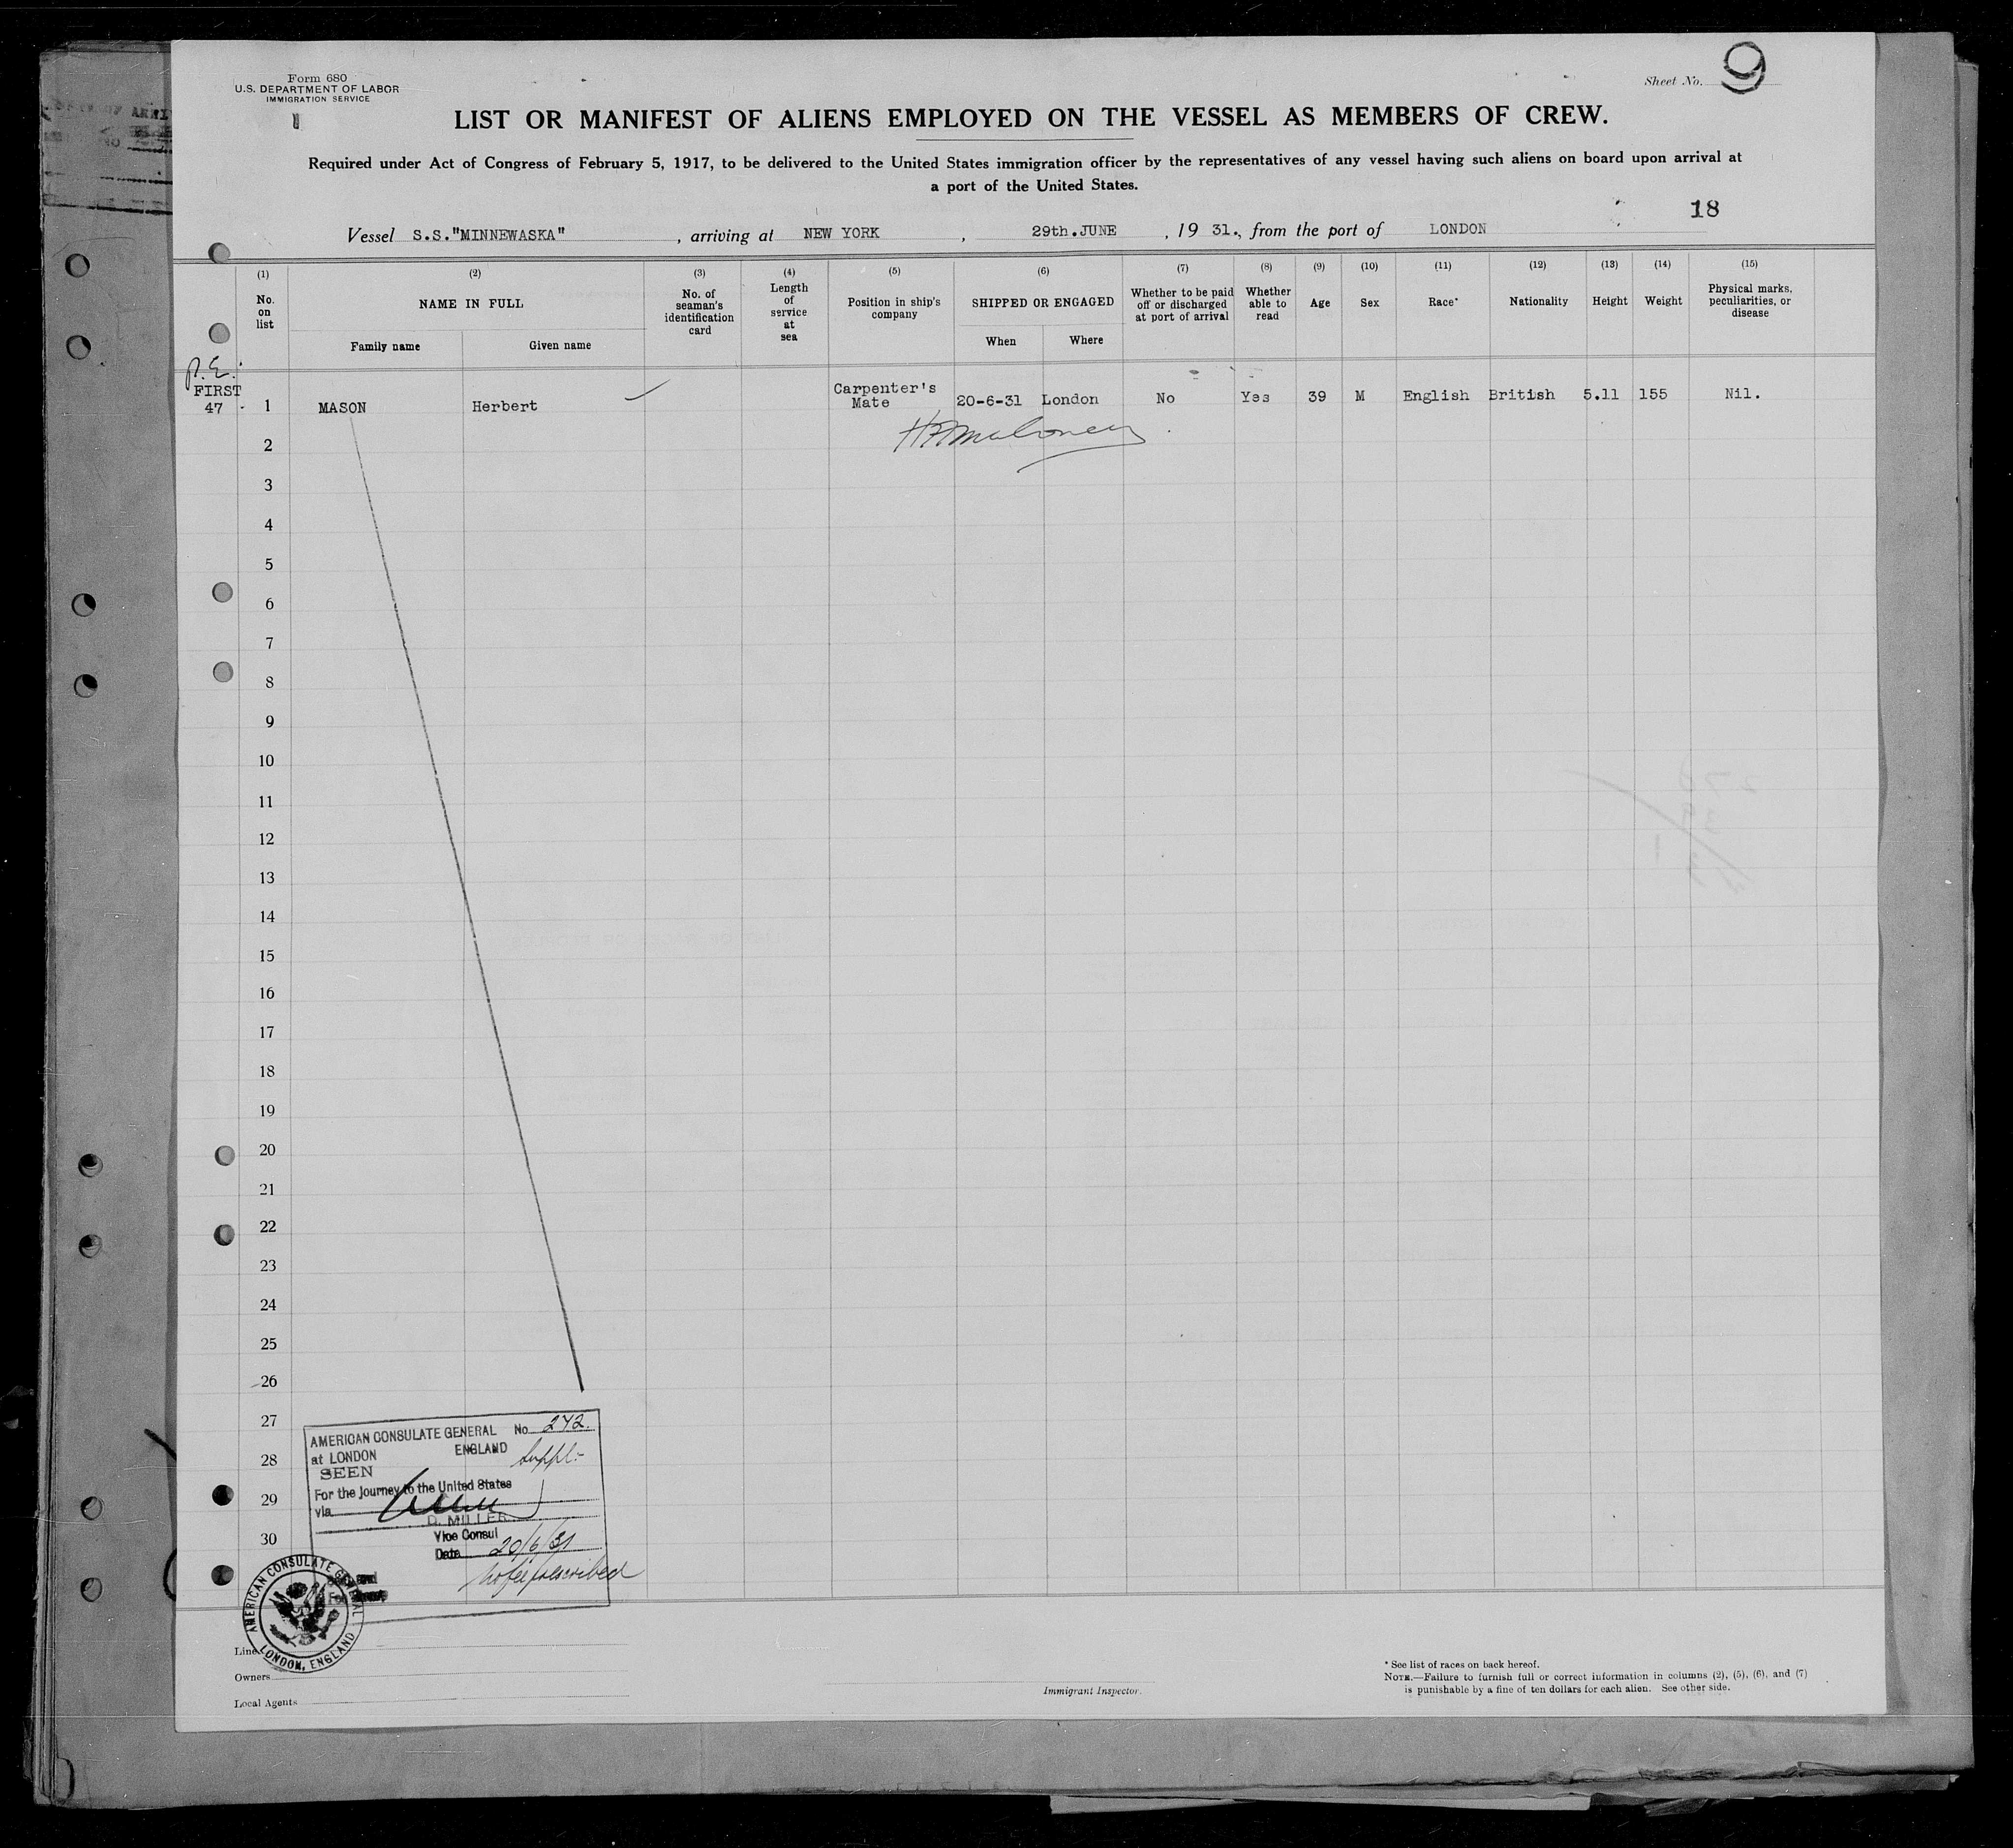 Form 680
U.S. DEPARTMENT OF LABOR
IMMIGRATION SERVICE
Sheet No. 9
LIST OR MANIFEST OF ALIENS EMPLOYED ON THE VESSEL AS MEMBERS OF CREW.
Required under Act of Congress of February 5, 1917, to be delivered to the United States immigration officer by the representatives of any vessel having such aliens on board upon arrival at
a port of the United States.
18
Vessel S.S."MINNEWASKA", arriving at NEW YORK, 29th.JUNE, 19 31., from the port of LONDON
(1) (2) (3) (4) (5) (6) (7) (8) (9) (10) (11) (12) (13) (14) (15)
No. on list
NAME IN FULL
Family name
Given name
No. of seaman's identification card
Length of service at sea
Position in ship's company
SHIPPED OR ENGAGED
When
Where
Whether to be paid off or discharged at port of arrival
Whether able to read
Age
Sex
Race*
Nationality
Height
Weight
Physical marks, peculiarities, or disease
P.E.
FIRST
47 - 1 MASON Herbert Carpenter's Mate 20-6-31 London No Yes 39 M English British 5.11 155 Nil.
2
3
4
5
6
7
8
9
10
11
12
13
14
15
16
17
18
19
20
21
22
23
24
25
26
27
28
29
30
AMERICAN CONSULATE GENERAL No. 242.
at LONDON ENGLAND Suppl.
SEEN
For the journey to the United States
via
D. MILLER
Vice Consul
Date 20/6/31
No fee prescribed
AMERICAN CONSULATE GENERAL
LONDON, ENGLAND
Line
Owners
Local Agents
Immigrant Inspector.
* See list of races on back hereof.
NOTE.—Failure to furnish full or correct information in columns (2), (5), (6), and (7)
is punishable by a fine of ten dollars for each alien. See other side.